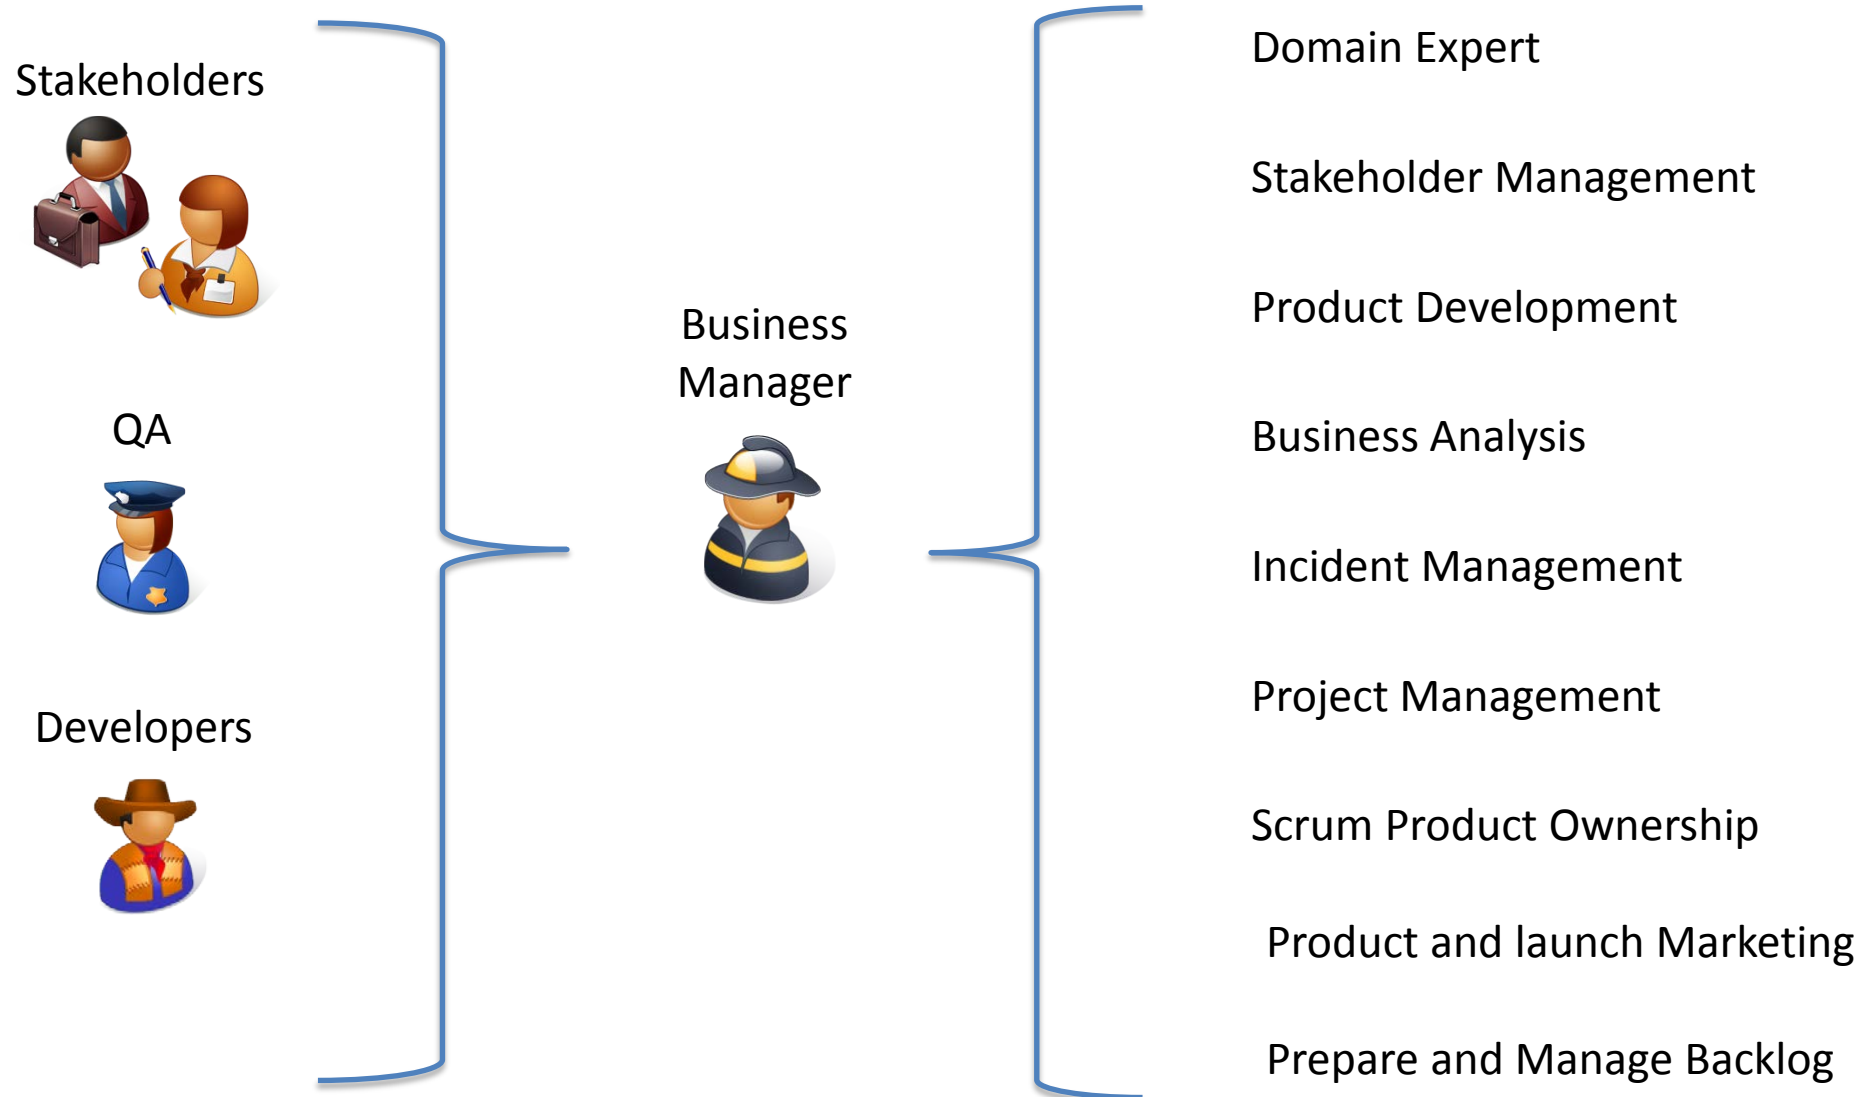 Stakeholders
QA
Developers
Business
Manager
Domain Expert
Stakeholder Management
Product Development
Business Analysis
Incident Management
Project Management
Scrum Product Ownership
Product and launch Marketing
Prepare and Manage Backlog